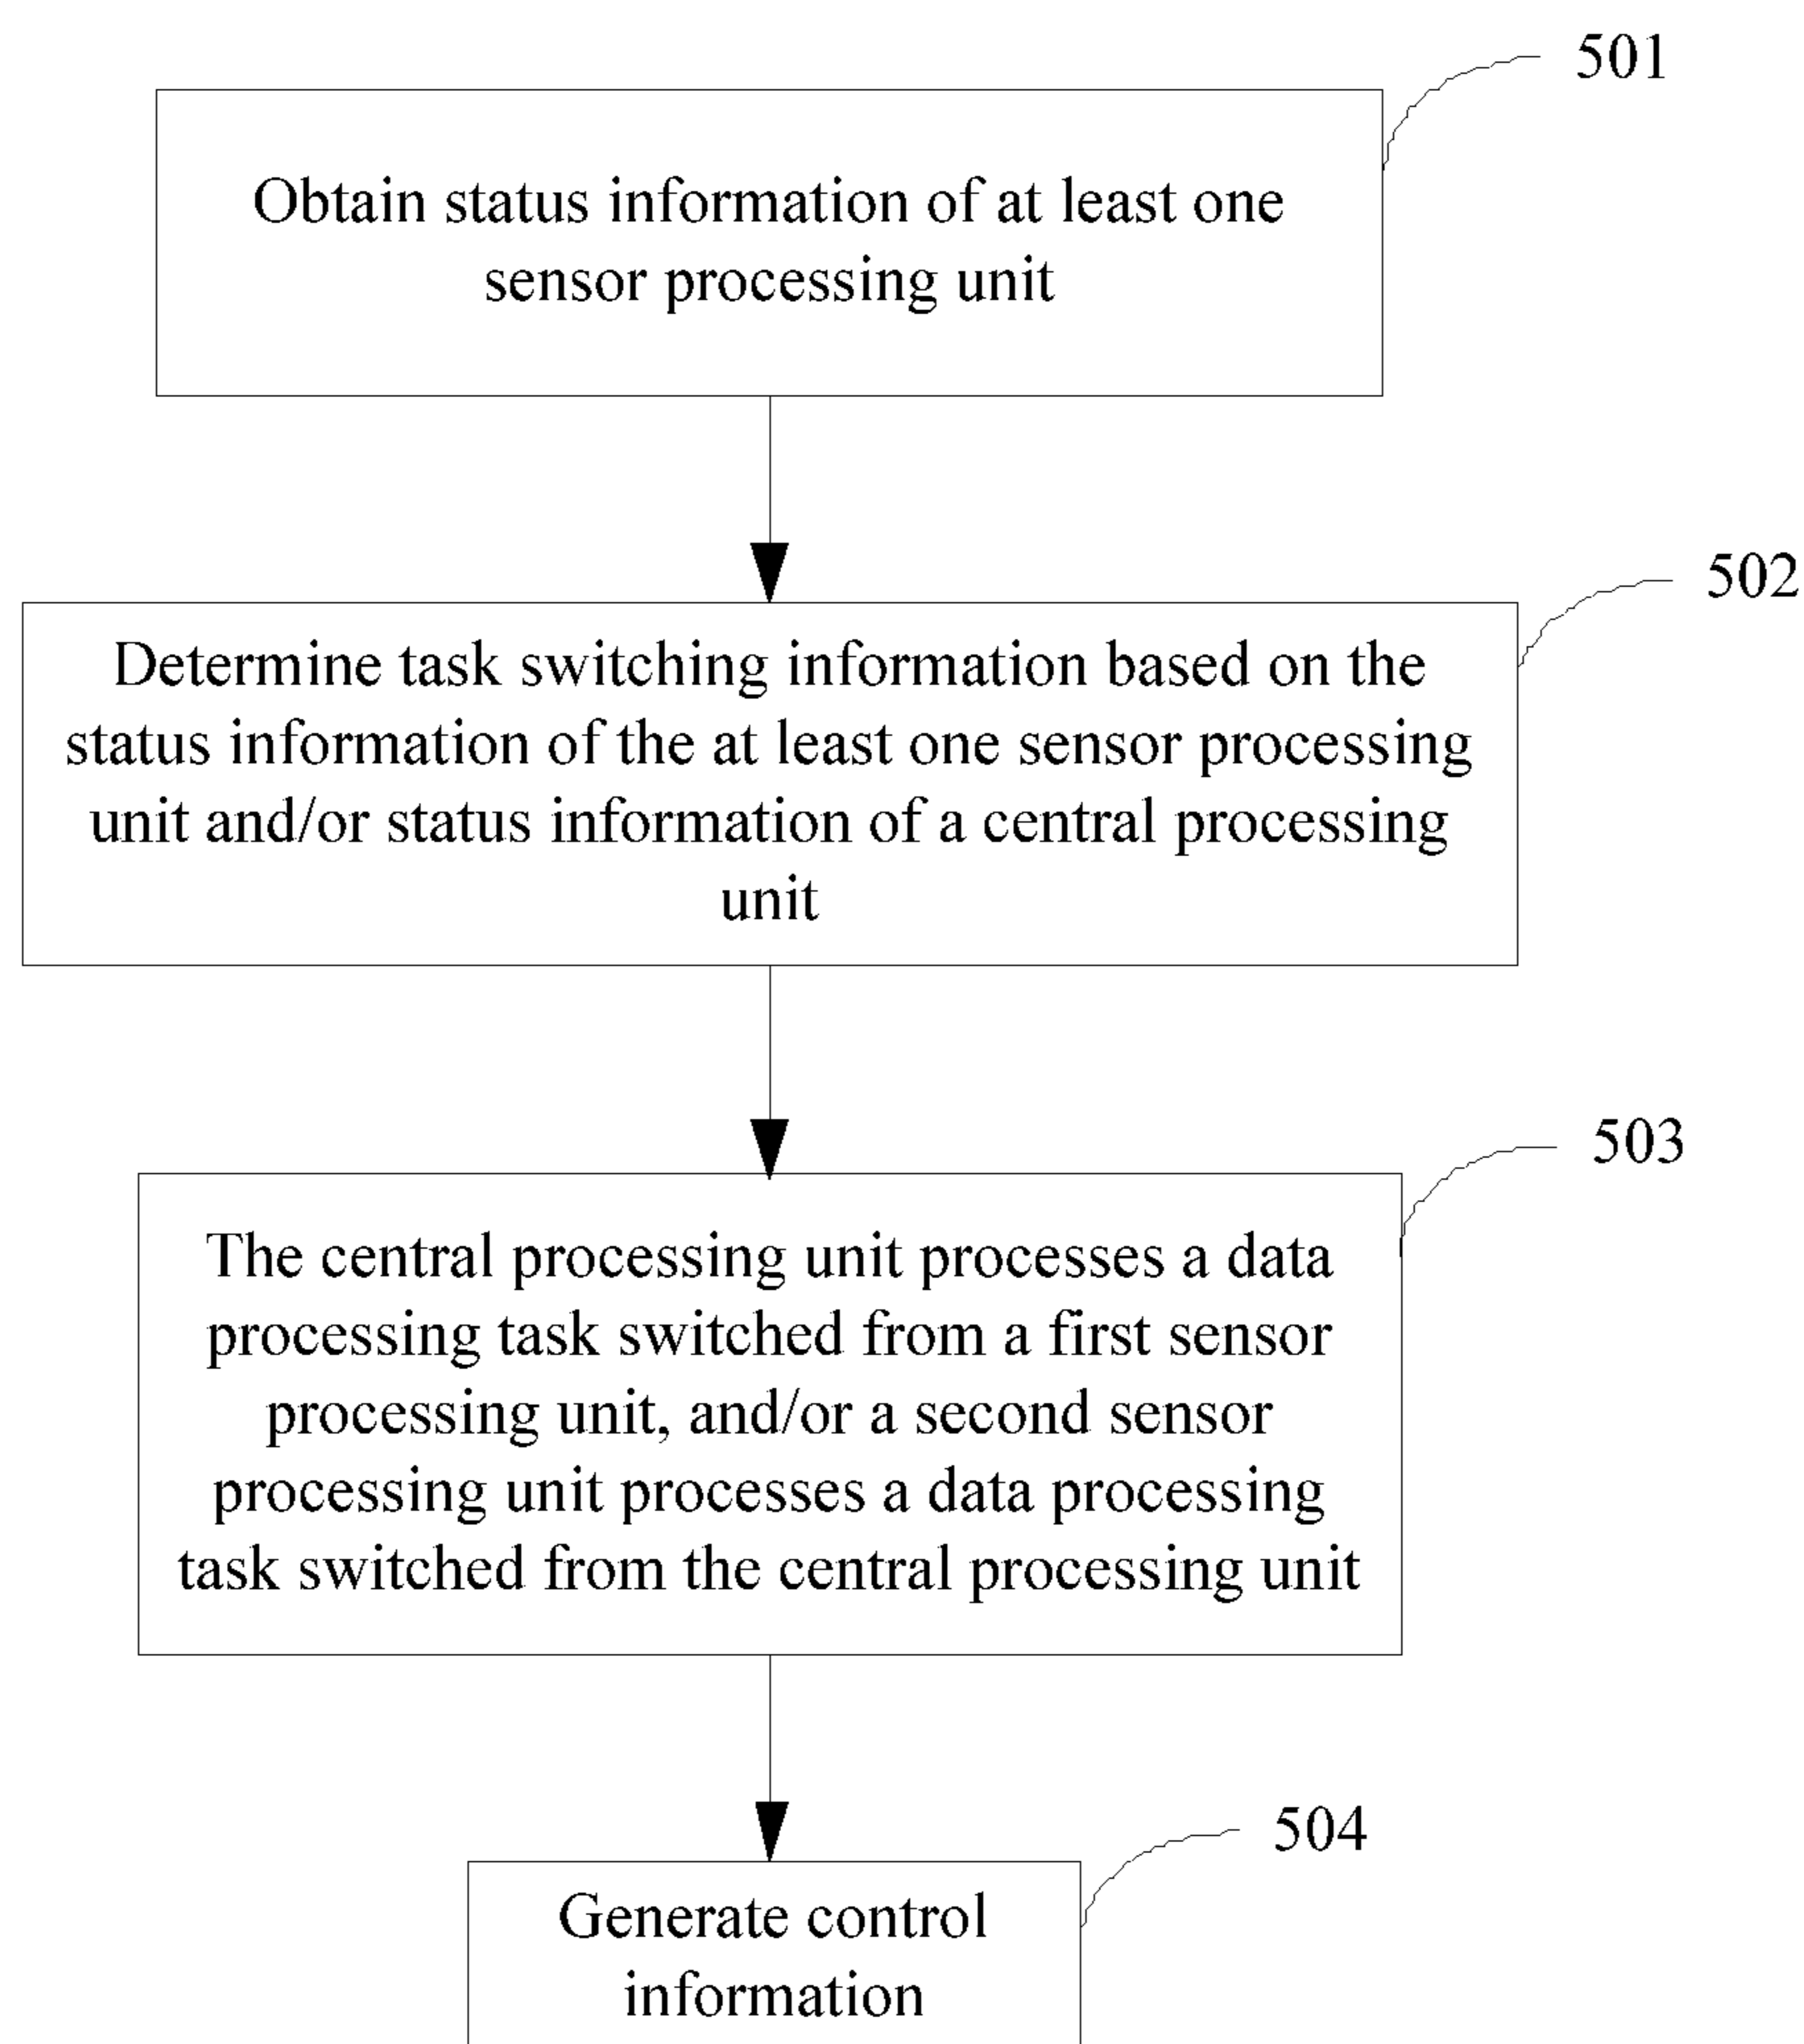 501
Obtain status information of at least one
sensor processing unit
502
Determine task switching information based on the
status information of the at least one sensor processing
unit and/or status information of a central processing
unit
503
The central processing unit processes a data
processing task switched from a first sensor
processing unit, and/or a second sensor
processing unit processes a data processing
task switched from the central processing unit
504
Generate control
information